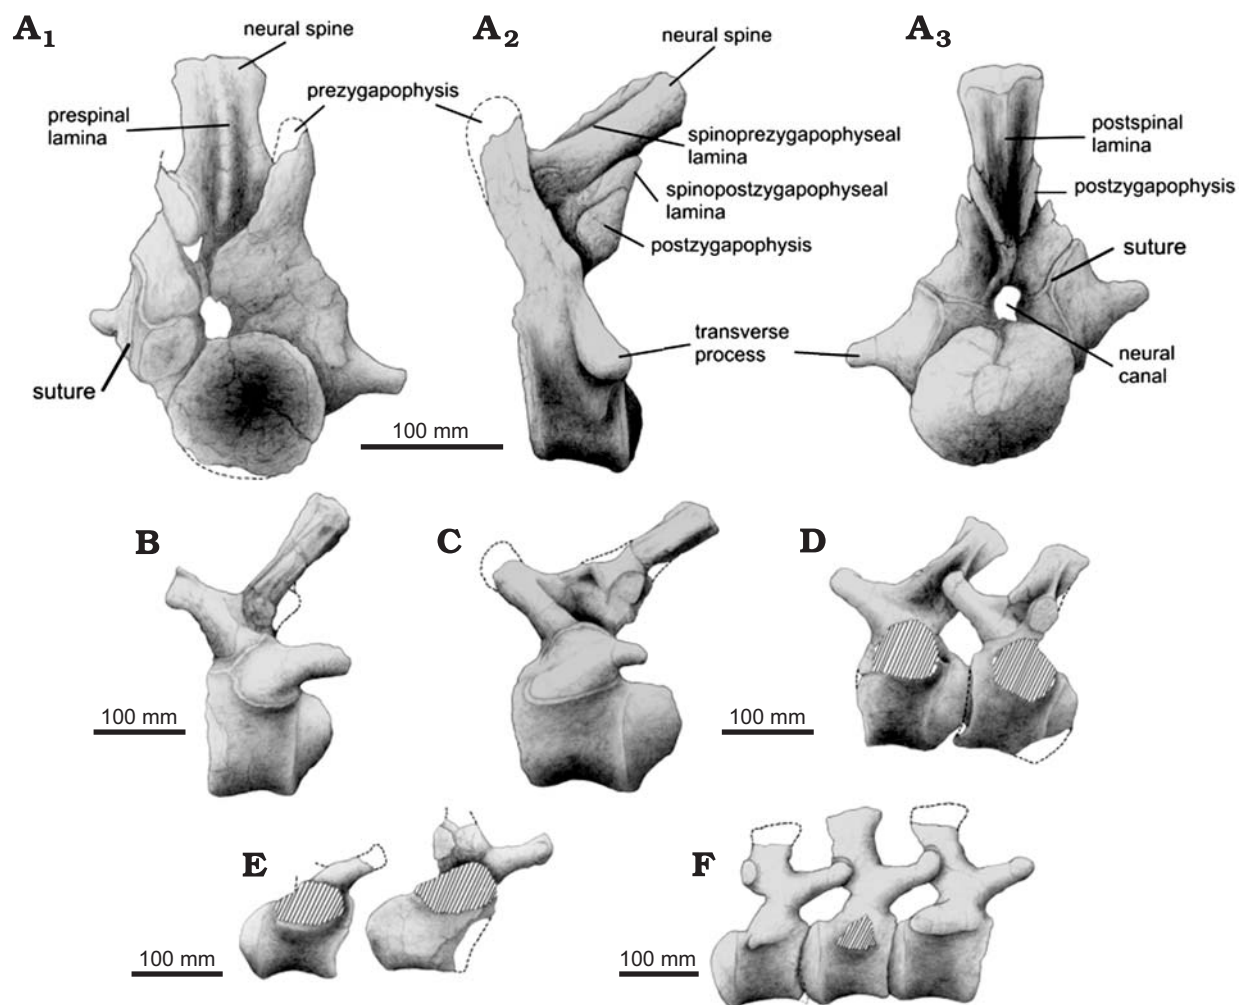 A1
neural spine
prezygapophysis
prespinal
lamina
suture
100 mm
A2
neural spine
spinoprezygapophyseal
lamina
spinopostzygapophyseal
lamina
postzygapophysis
transverse
process
A3
postspinal
lamina
postzygapophysis
suture
neural
canal
B
100 mm
C
D
100 mm
E
100 mm
F
100 mm